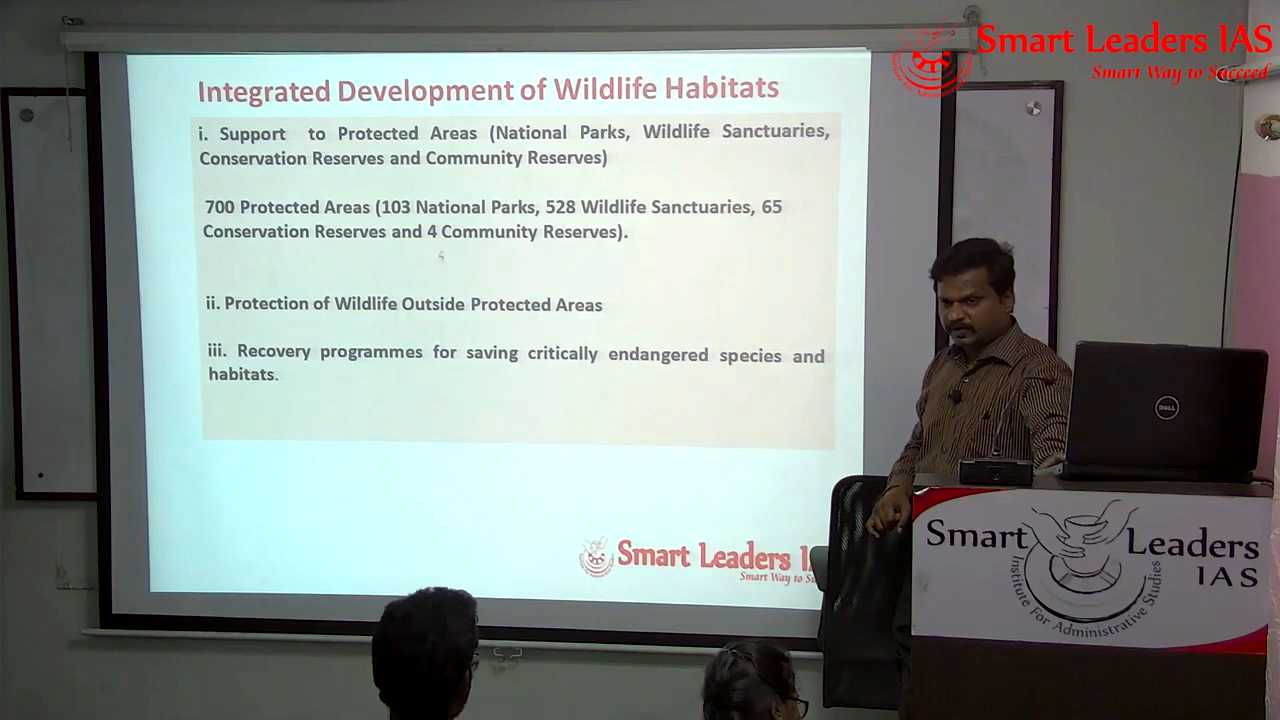 Smart Leaders IAS
Smart Way to Succeed
Integrated Development of Wildlife Habitats
i. Support to Protected Areas (National Parks, Wildlife Sanctuaries,
Conservation Reserves and Community Reserves)
700 Protected Areas (103 National Parks, 528 Wildlife Sanctuaries, 65
Conservation Reserves and 4 Community Reserves).
ii. Protection of Wildlife Outside Protected Areas
iii. Recovery programmes for saving critically endangered species and
habitats.
Smart Leaders
Smart Way to
DELL
Smart Leaders
IAS
Institute For Administrative Studies